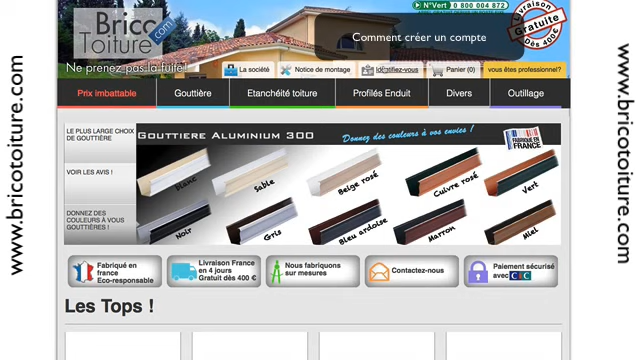 www.bricotoiture.com
Brico
Toiture.com
Ne prenez pas la fuite !
N°Vert 0 800 004 872
Livraison
Gratuite
Dès 400 €
Comment créer un compte
La société
Notice de montage
Identifiez-vous
Panier (0)
vous êtes professionnel?
Prix imbattable
Gouttière
Etanchéité toiture
Profilés Enduit
Divers
Outillage
LE PLUS LARGE CHOIX
DE GOUTTIÈRE
VOIR LES AVIS !
DONNEZ DES
COULEURS À VOUS
GOUTTIÈRES !
Gouttiere Aluminium 300
Donnez des couleurs à vos envies !
FABRIQUÉ EN
FRANCE
Blanc
Sable
Beige rosé
Cuivre rosé
Vert
Noir
Gris
Bleu ardoise
Marron
Miel
Fabriqué en
france
Eco-responsable
Livraison France
en 4 jours
Gratuit dès 400 €
Nous fabriquons
sur mesures
Contactez-nous
Paiement sécurisé
avec CIC
Les Tops !
www.bricotoiture.com